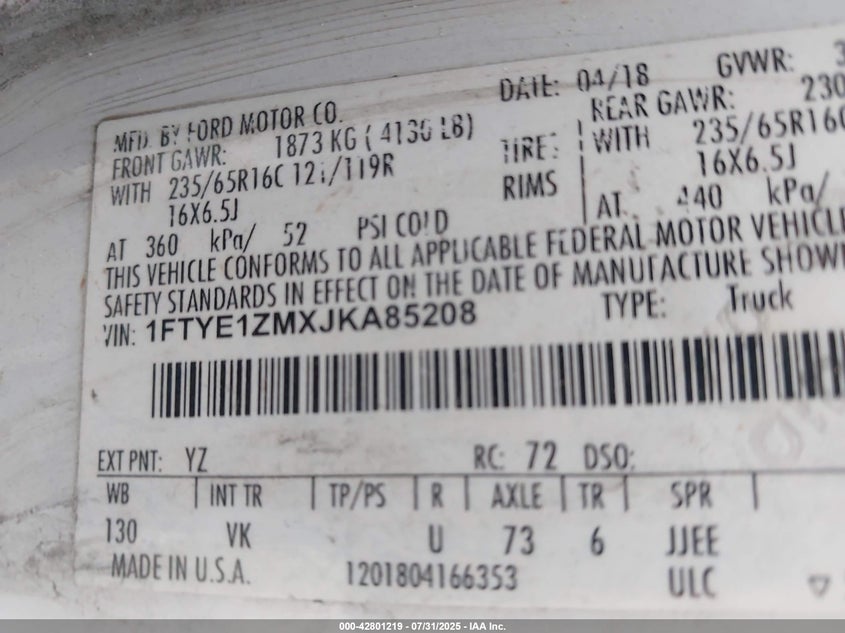 DATE: 04/18 GVWR: 3
MFD. BY FORD MOTOR CO. REAR GAWR: 230
FRONT GAWR: 1873 KG ( 4130 LB) TIRE: WITH 235/65R16C
WITH 235/65R16C 121/119R RIMS 16X6.5J
16X6.5J AT 440 kPa/
AT 360 kPa/ 52 PSI COLD
THIS VEHICLE CONFORMS TO ALL APPLICABLE FEDERAL MOTOR VEHICLE
SAFETY STANDARDS IN EFFECT ON THE DATE OF MANUFACTURE SHOWN
VIN: 1FTYE1ZMXJKA85208 TYPE: Truck
EXT PNT: YZ RC: 72 DSO:
WB INT TR TP/PS R AXLE TR SPR
130 VK U 73 6 JJEE
MADE IN U.S.A. 1201804166353 ULC
000-42801219 - 07/31/2025 - IAA Inc.